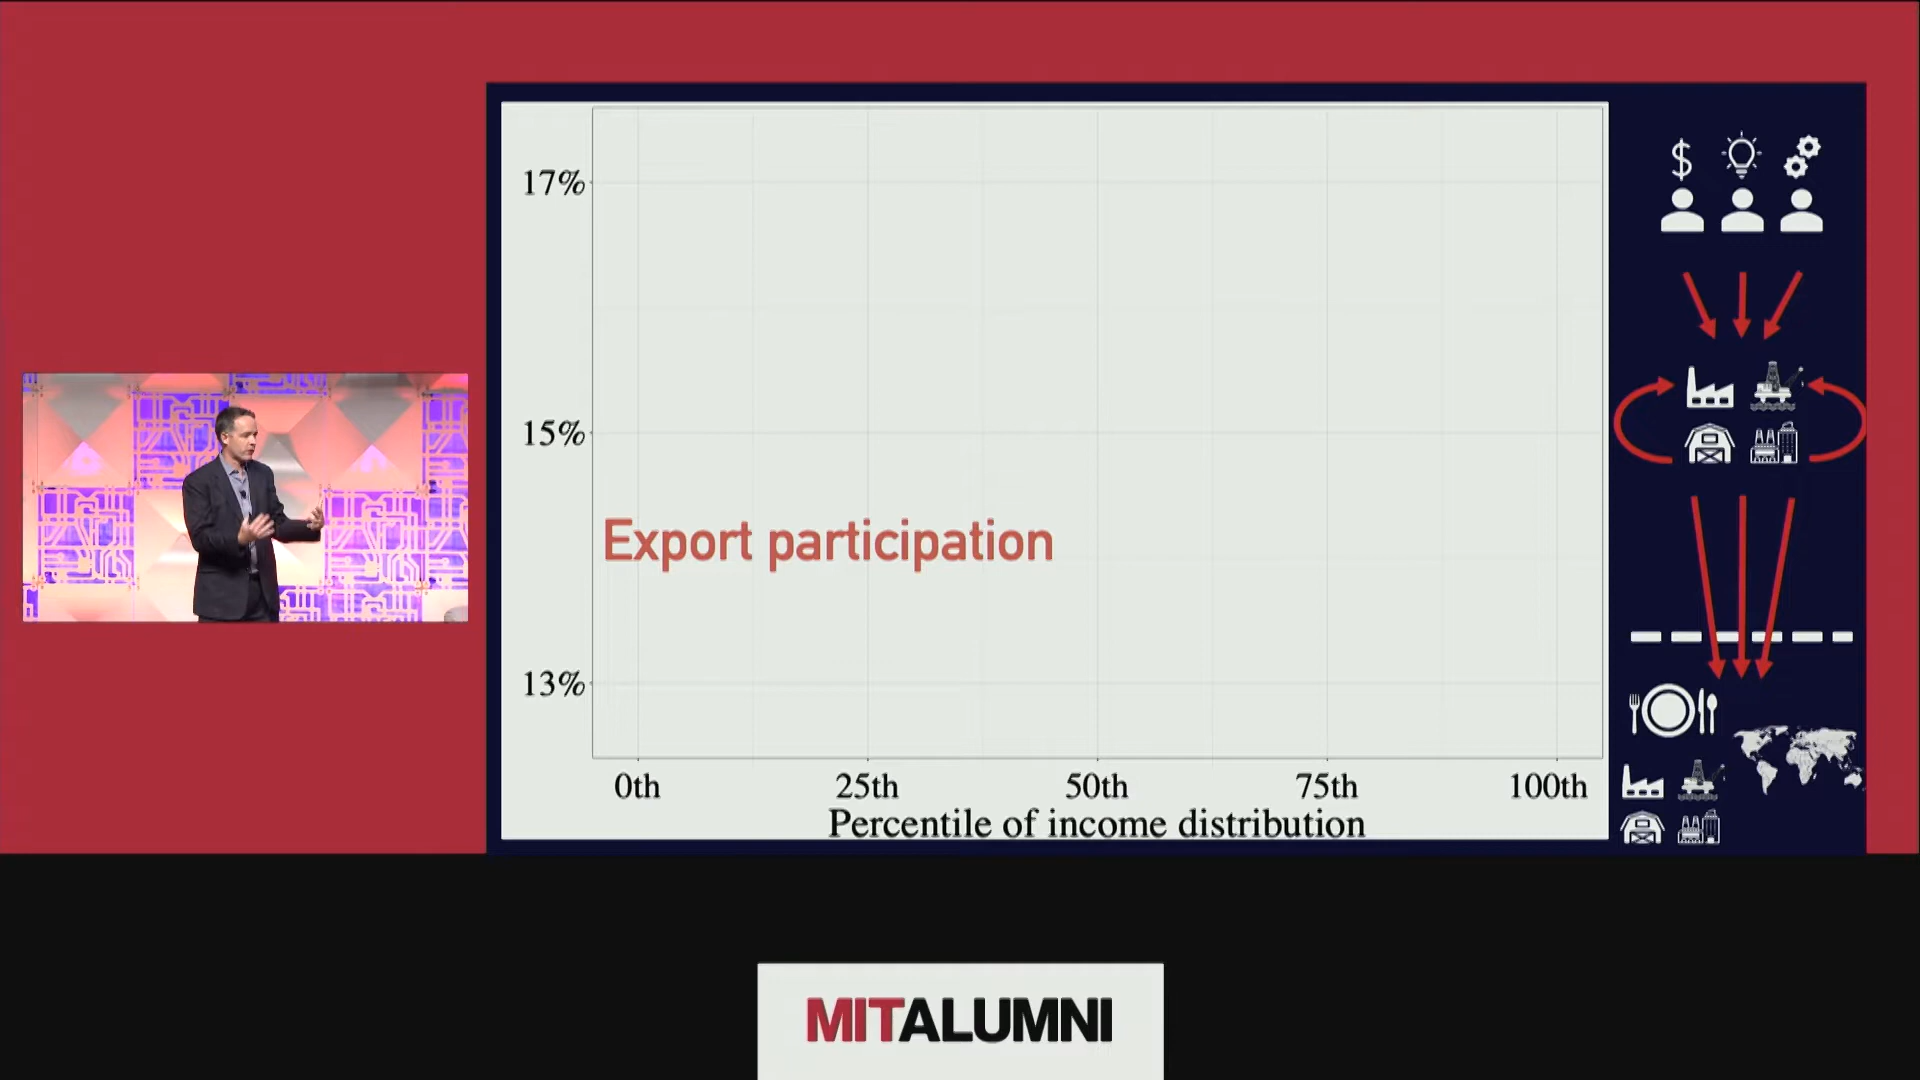 17%
15%
Export participation
13%
0th 25th 50th 75th 100th
Percentile of income distribution
$
MITALUMNI